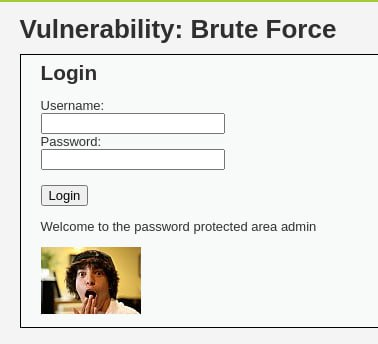 Vulnerability: Brute Force
Login
Username:
Password:
Login
Welcome to the password protected area admin